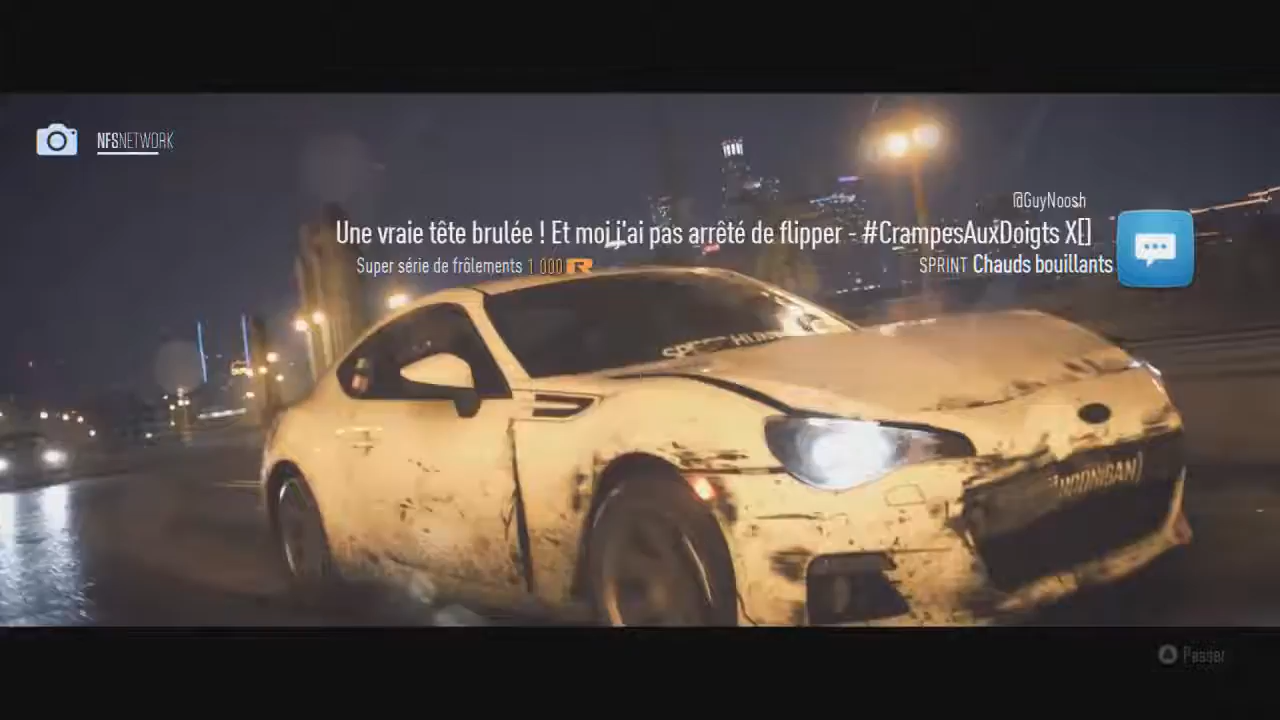 NFSNETWORK
@GuyNoosh
Une vraie tête brulée ! Et moi j'ai pas arrêté de flipper - #CrampesAuxDoigts X[]
Super série de frôlements 1 000 R
SPRINT Chauds bouillants
SPEEDHUNTERS
HOONIGAN
Passer